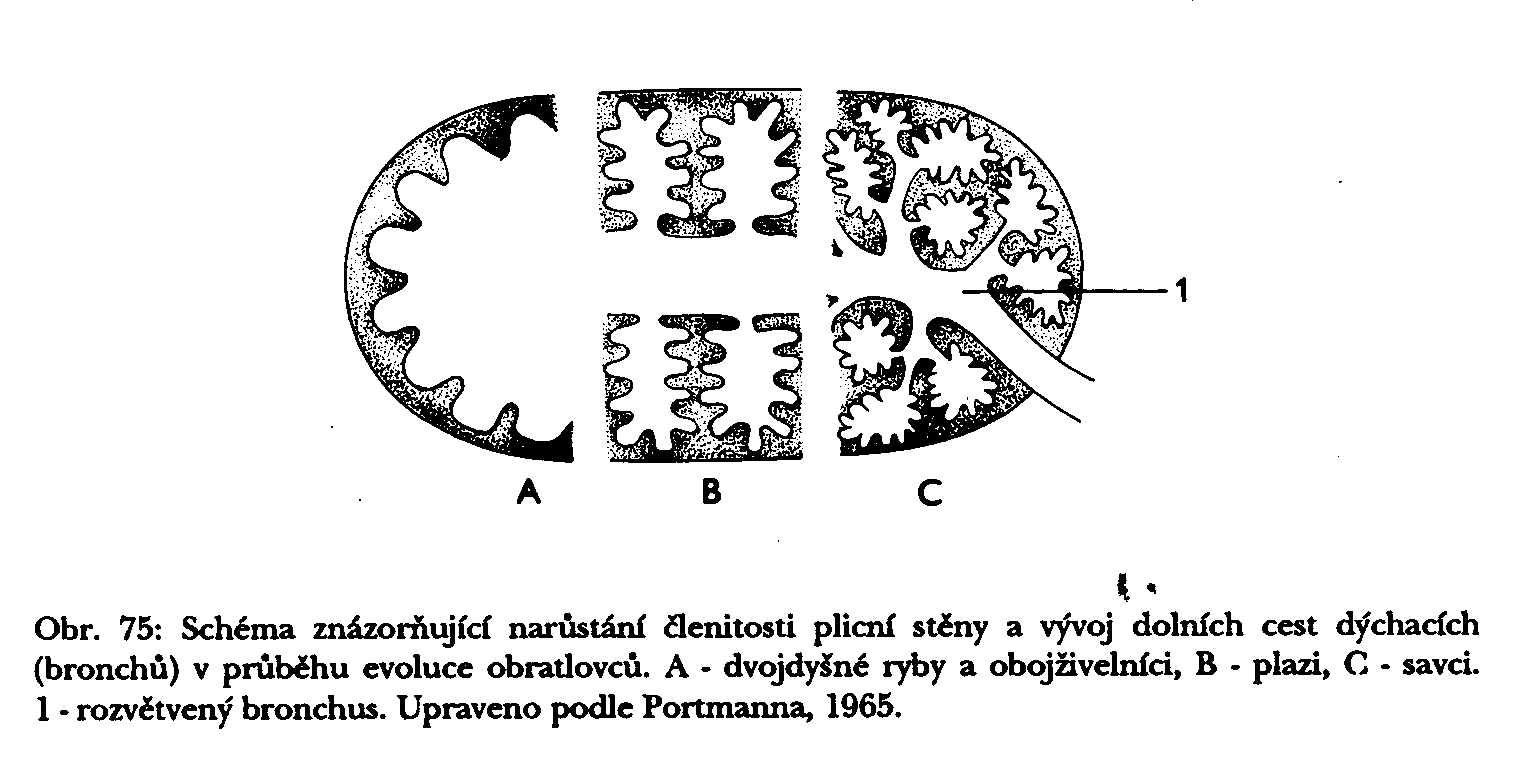 1
A B C
Obr. 75: Schéma znázorňující narůstání členitosti plicní stěny a vývoj dolních cest dýchacích
(bronchů) v průběhu evoluce obratlovců. A - dvojdyšné ryby a obojživelníci, B - plazi, C - savci.
1 - rozvětvený bronchus. Upraveno podle Portmanna, 1965.